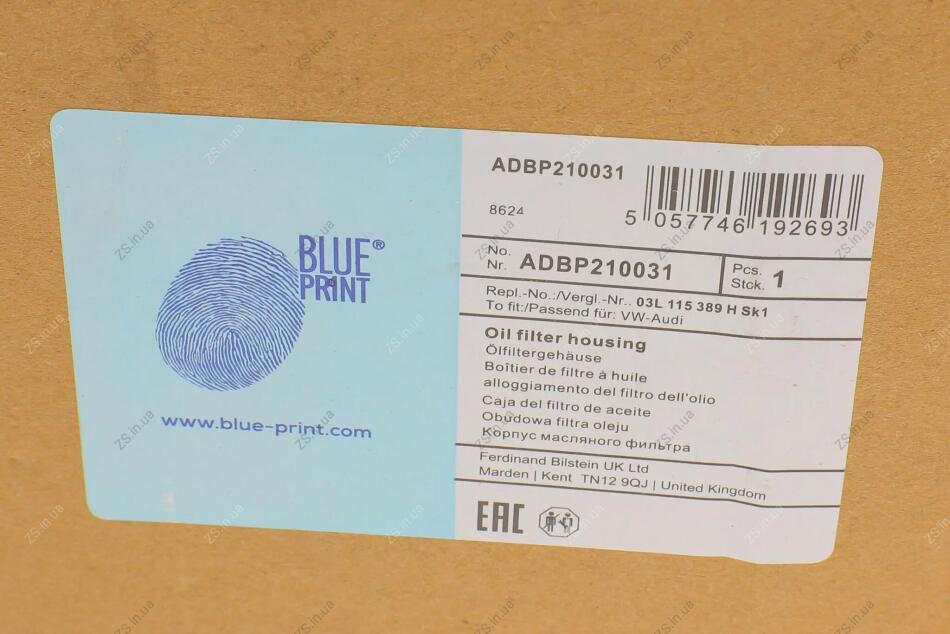 BLUE®
PRINT
www.blue-print.com
ADBP210031
8624
5 057746 192693
No.
Nr. ADBP210031
Pcs.
Stck. 1
Repl.-No.:/Vergl.-Nr.. 03L 115 389 H Sk1
To fit:/Passend für: VW-Audi
Oil filter housing
Ölfiltergehäuse
Boîtier de filtre à huile
alloggiamento del filtro dell'olio
Caja del filtro de aceite
Obudowa filtra oleju
Корпус масляного фильтра
Ferdinand Bilstein UK Ltd
Marden | Kent TN12 9QJ | United Kingdom
EAC
ZS.in.ua